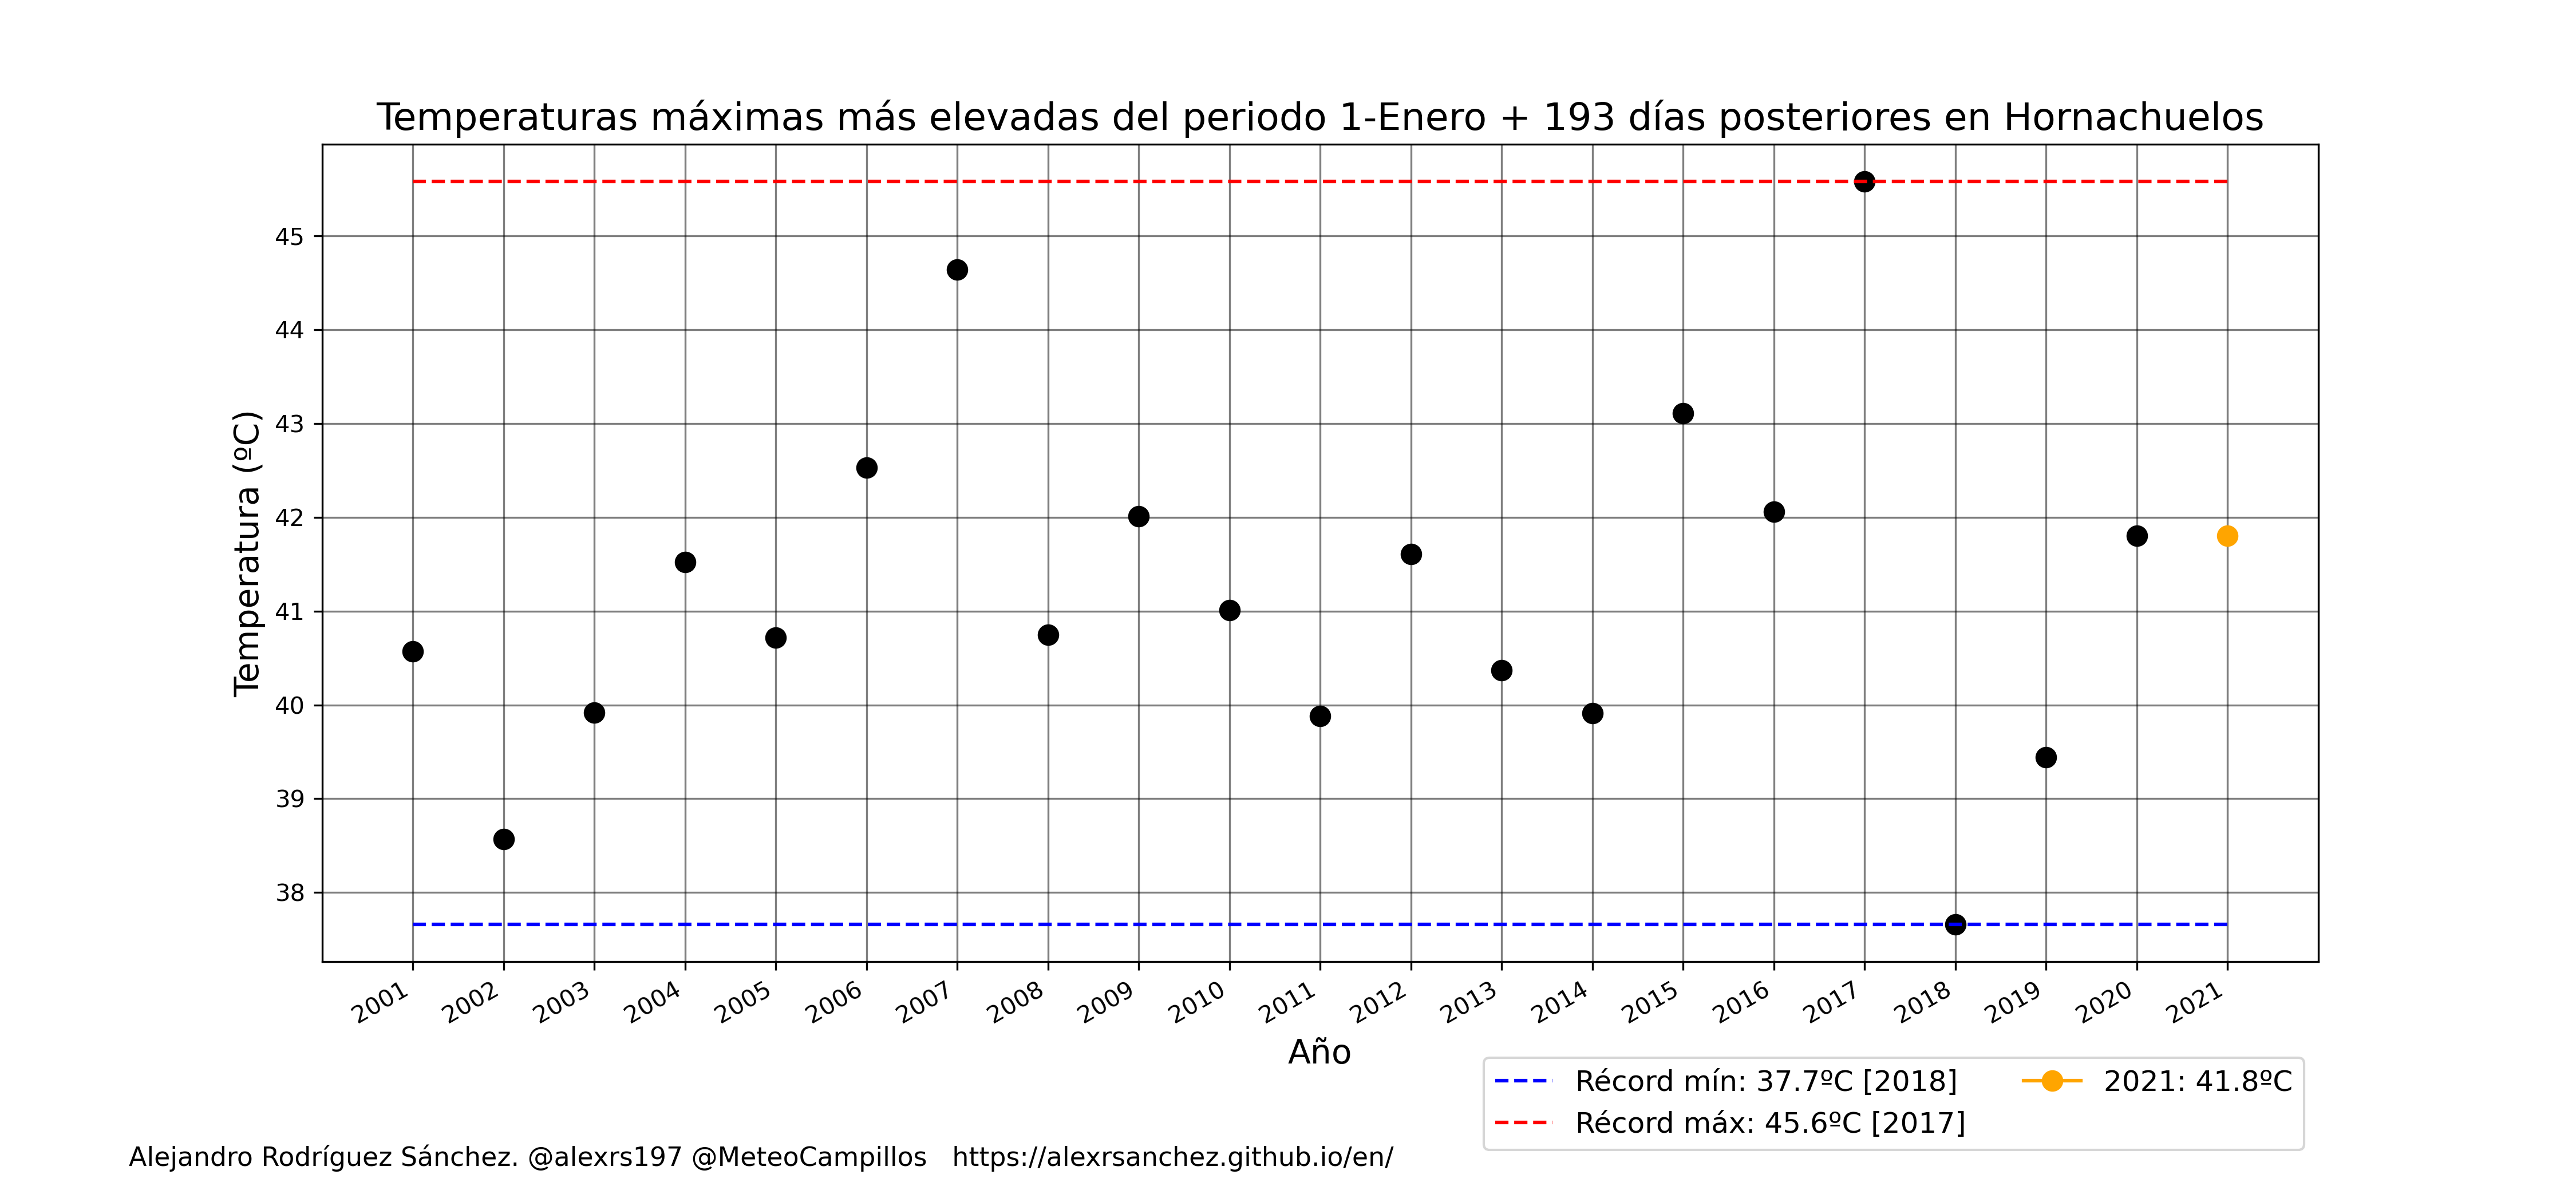 Temperaturas máximas más elevadas del periodo 1-Enero + 193 días posteriores en Hornachuelos
Temperatura (ºC)
45
44
43
42
41
40
39
38
2001 2002 2003 2004 2005 2006 2007 2008 2009 2010 2011 2012 2013 2014 2015 2016 2017 2018 2019 2020 2021
Año
Récord mín: 37.7ºC [2018]
Récord máx: 45.6ºC [2017]
2021: 41.8ºC
Alejandro Rodríguez Sánchez. @alexrs197 @MeteoCampillos https://alexrsanchez.github.io/en/